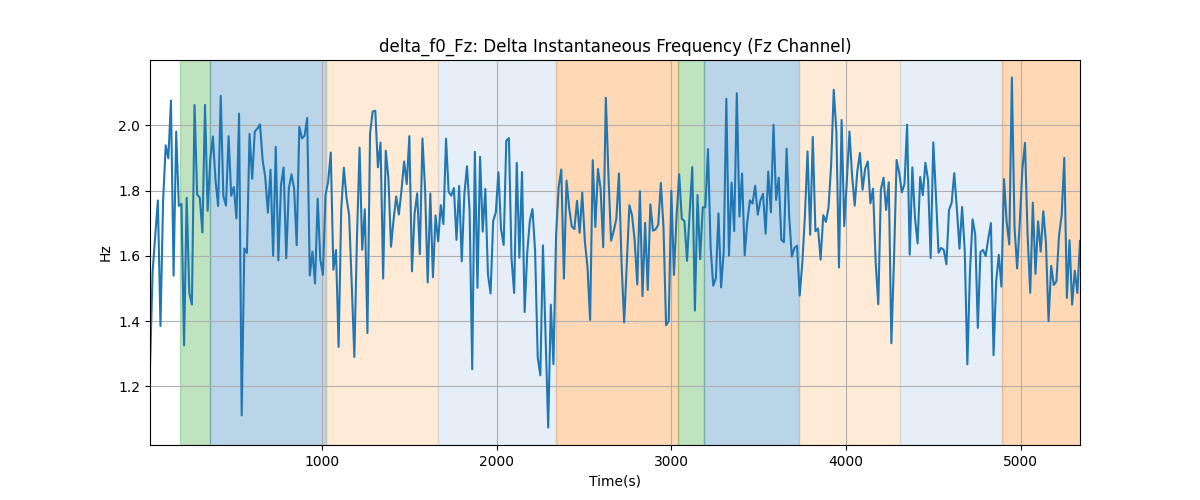 delta_f0_Fz: Delta Instantaneous Frequency (Fz Channel)
2.0
1.8
1.6
1.4
1.2
Hz
1000 2000 3000 4000 5000
Time(s)